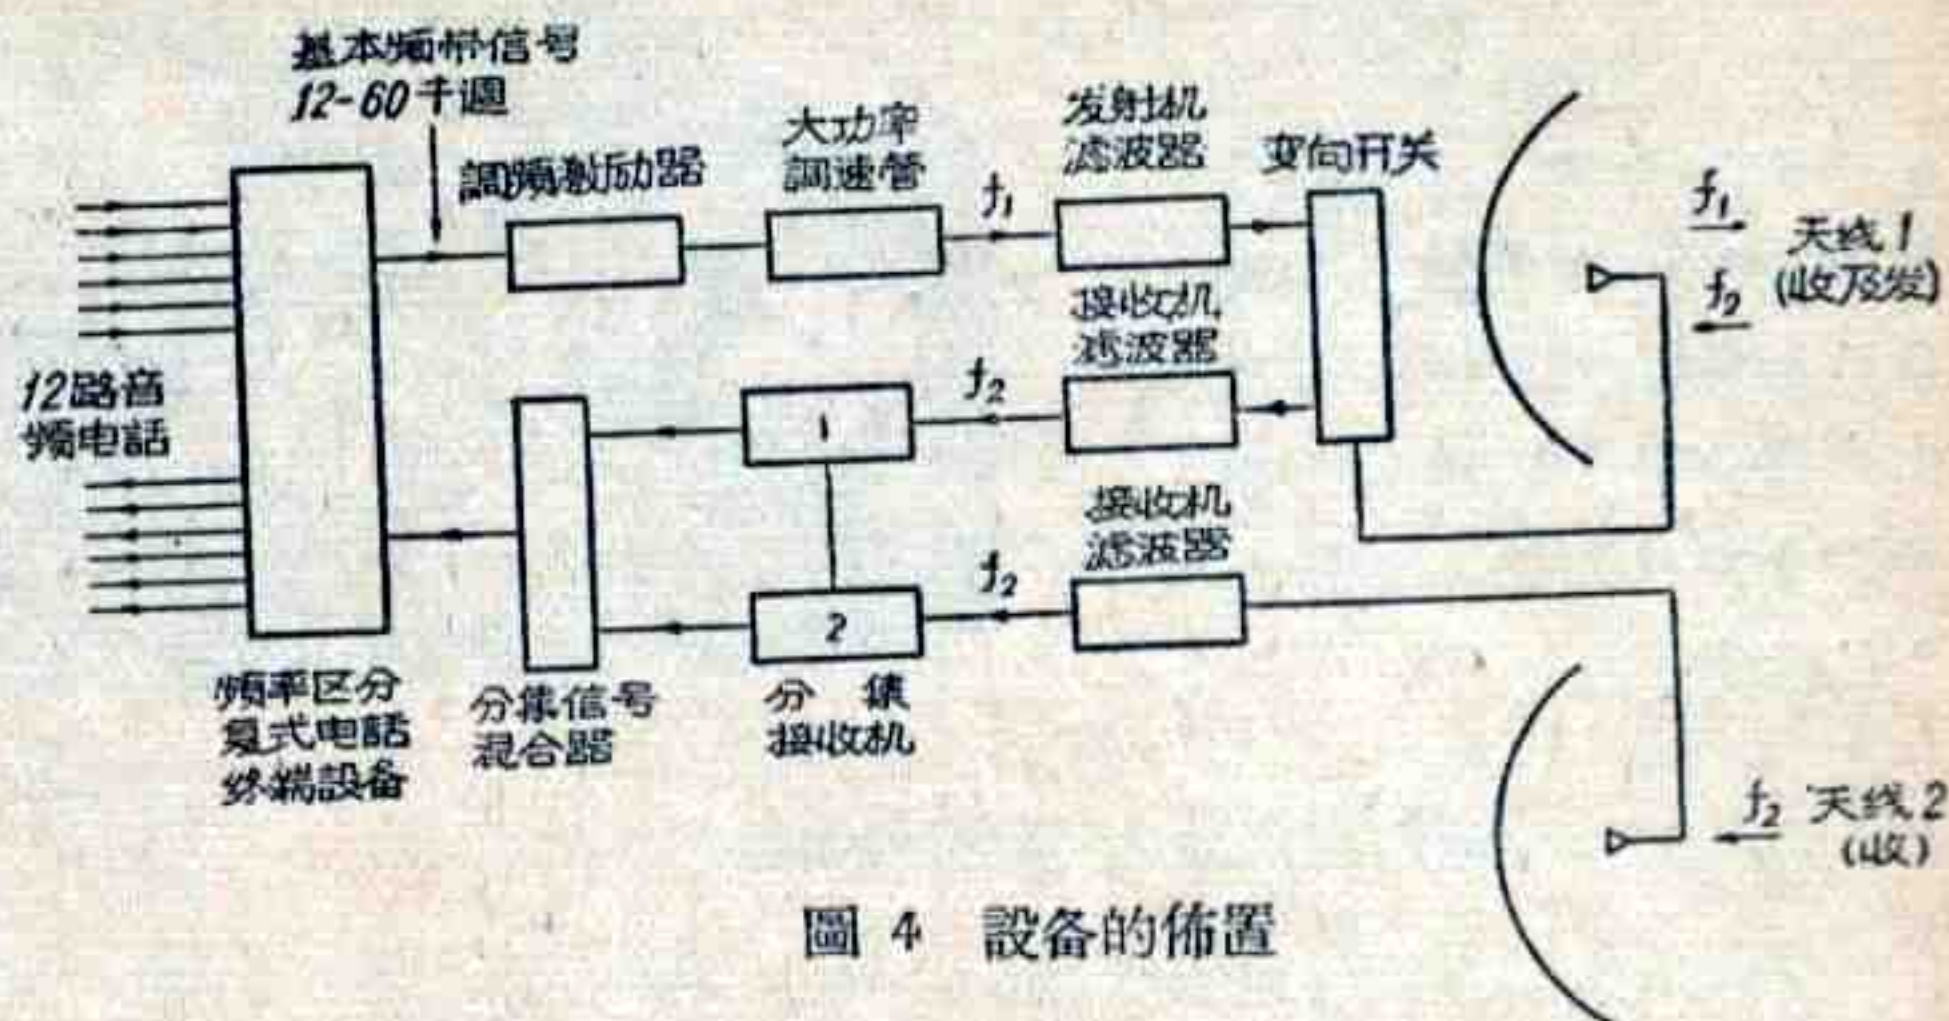 基本频带信号
12-60千週
調頻激励器
大功率
調速管
f₁
发射机
滤波器
变向开关
f₁
f₂
天线1
(收及发)
12路音
频电話
1
f₂
接收机
滤波器
2
f₂
接收机
滤波器
频率区分
复式电話
终端設备
分集信号
混合器
分 集
接收机
f₂
天线2
(收)
圖 4 設备的佈置